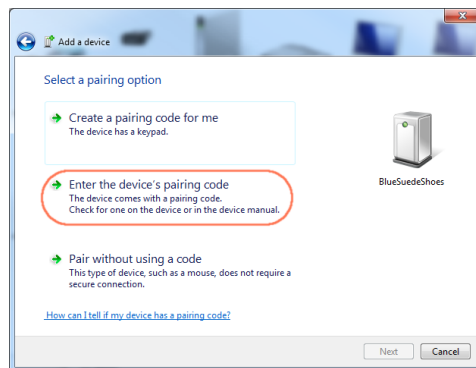 Add a device
Select a pairing option
Create a pairing code for me
The device has a keypad.
Enter the device's pairing code
The device comes with a pairing code.
Check for one on the device or in the device manual.
BlueSuedeShoes
Pair without using a code
This type of device, such as a mouse, does not require a
secure connection.
How can I tell if my device has a pairing code?
Next
Cancel